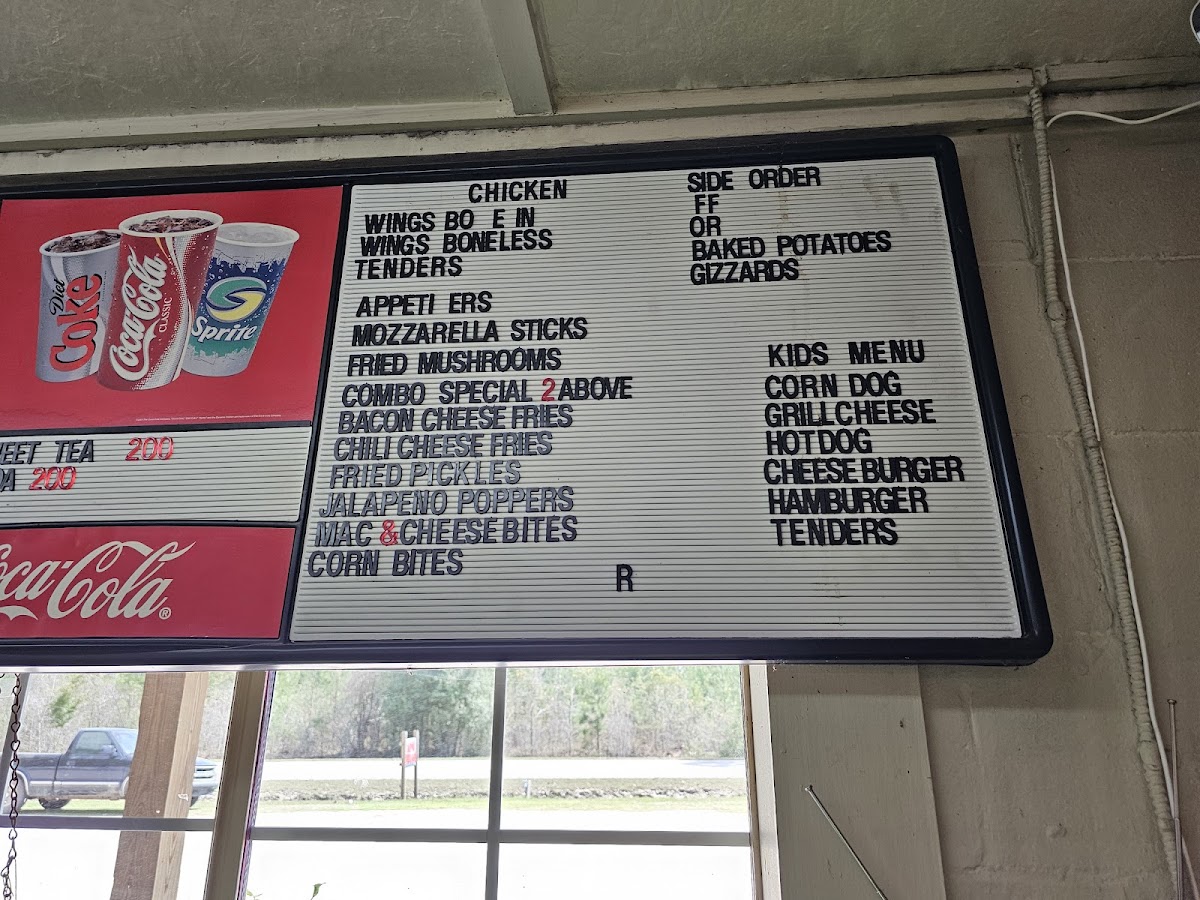 Diet Coke
Coca-Cola
CLASSIC
Sprite
EET TEA 200
DA 200
Coca-Cola®
CHICKEN
WINGS BO E IN
WINGS BONELESS
TENDERS
APPETI ERS
MOZZARELLA STICKS
FRIED MUSHROOMS
COMBO SPECIAL 2 ABOVE
BACON CHEESE FRIES
CHILI CHEESE FRIES
FRIED PICKLES
JALAPENO POPPERS
MAC & CHEESE BITES
CORN BITES
SIDE ORDER
FF
OR
BAKED POTATOES
GIZZARDS
KIDS MENU
CORN DOG
GRILL CHEESE
HOT DOG
CHEESE BURGER
HAMBURGER
TENDERS
R